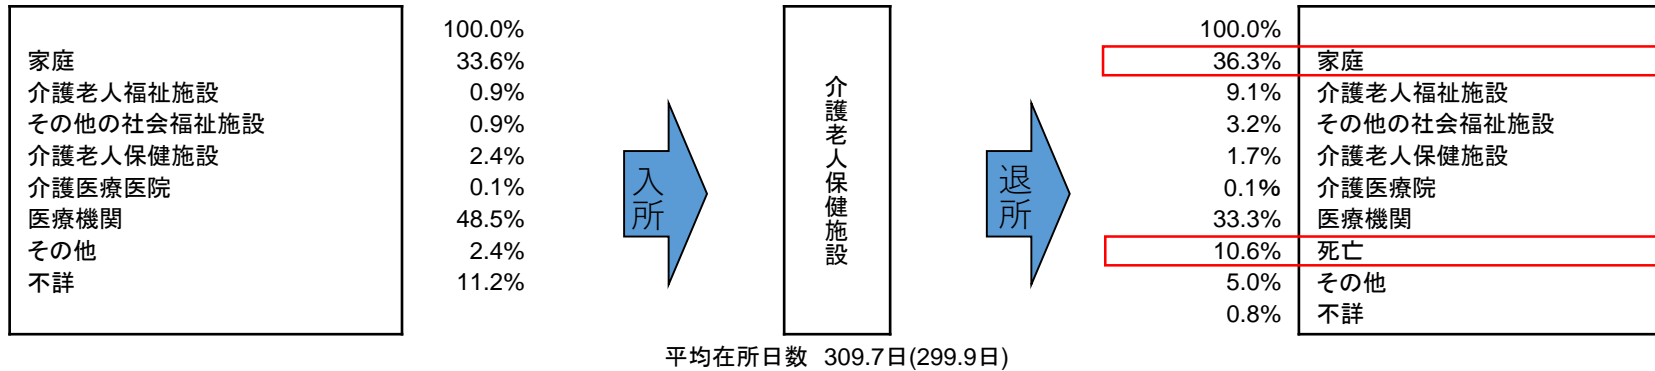 100.0%
家庭 33.6%
介護老人福祉施設 0.9%
その他の社会福祉施設 0.9%
介護老人保健施設 2.4%
介護医療医院 0.1%
医療機関 48.5%
その他 2.4%
不詳 11.2%
入所
介護老人保健施設
退所
100.0%
36.3% 家庭
9.1% 介護老人福祉施設
3.2% その他の社会福祉施設
1.7% 介護老人保健施設
0.1% 介護医療院
33.3% 医療機関
10.6% 死亡
5.0% その他
0.8% 不詳
平均在所日数 309.7日(299.9日)